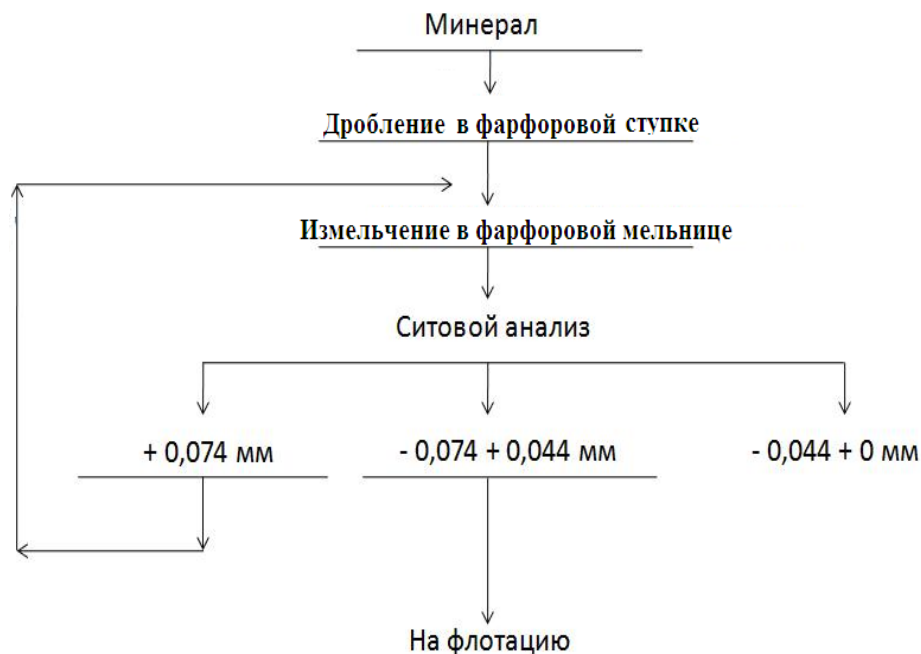 Минерал
Дробление в фарфоровой ступке
Измельчение в фарфоровой мельнице
Ситовой анализ
+ 0,074 мм
- 0,074 + 0,044 мм
- 0,044 + 0 мм
На флотацию